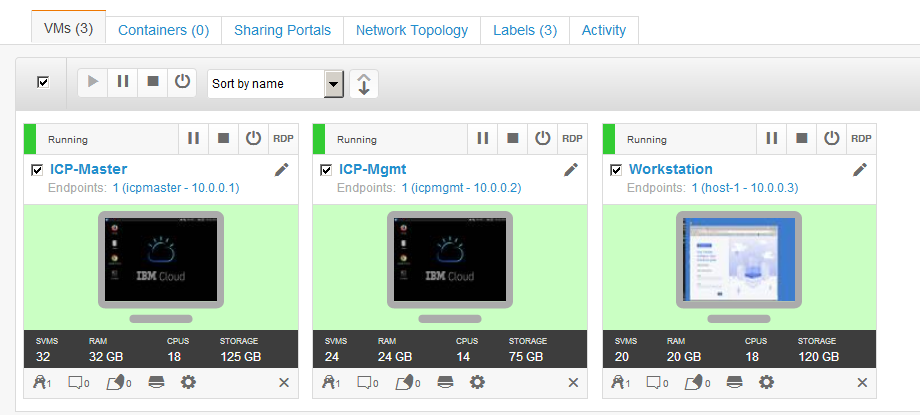 VMs (3) Containers (0) Sharing Portals Network Topology Labels (3) Activity
Sort by name
Running RDP Running RDP Running RDP
ICP-Master ICP-Mgmt Workstation
Endpoints: 1 (icpmaster - 10.0.0.1) Endpoints: 1 (icpmgmt - 10.0.0.2) Endpoints: 1 (host-1 - 10.0.0.3)
IBM Cloud IBM Cloud
SVMS RAM CPUS STORAGE SVMS RAM CPUS STORAGE SVMS RAM CPUS STORAGE
32 32 GB 18 125 GB 24 24 GB 14 75 GB 20 20 GB 18 120 GB
1 0 0 1 0 0 1 0 0